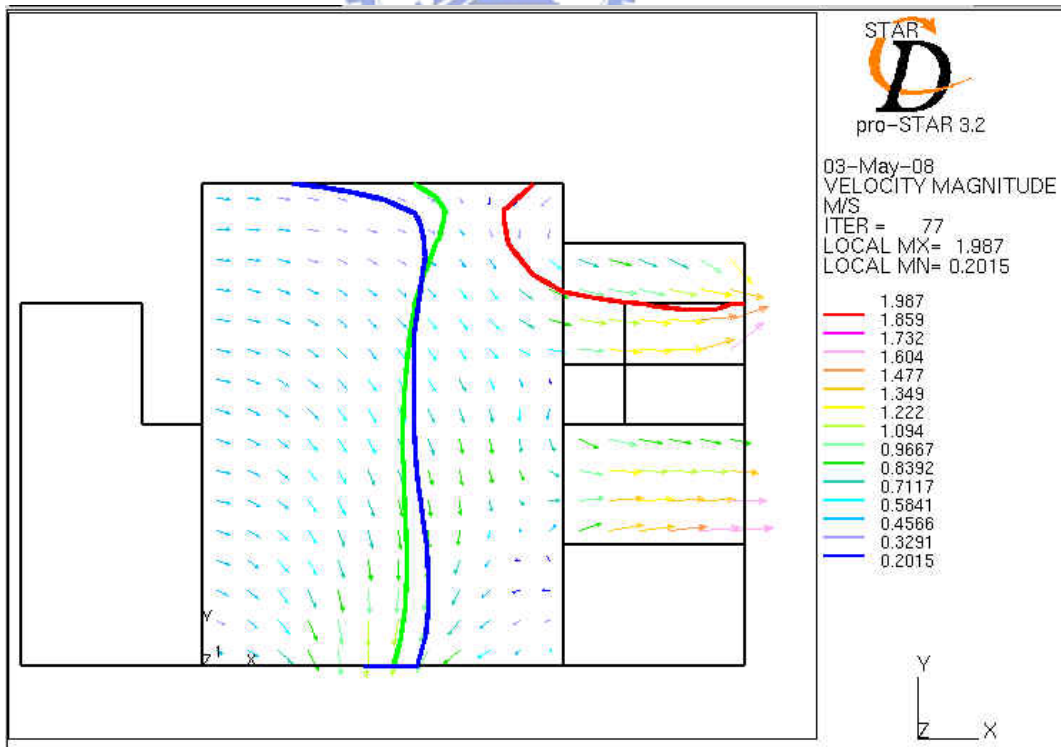 STAR
D
pro-STAR 3.2
03-May-08
VELOCITY MAGNITUDE
M/S
ITER = 77
LOCAL MX= 1.987
LOCAL MN= 0.2015
1.987
1.859
1.732
1.604
1.477
1.349
1.222
1.094
0.9667
0.8392
0.7117
0.5841
0.4566
0.3291
0.2015
Y
Z 1 X
Y
Z X